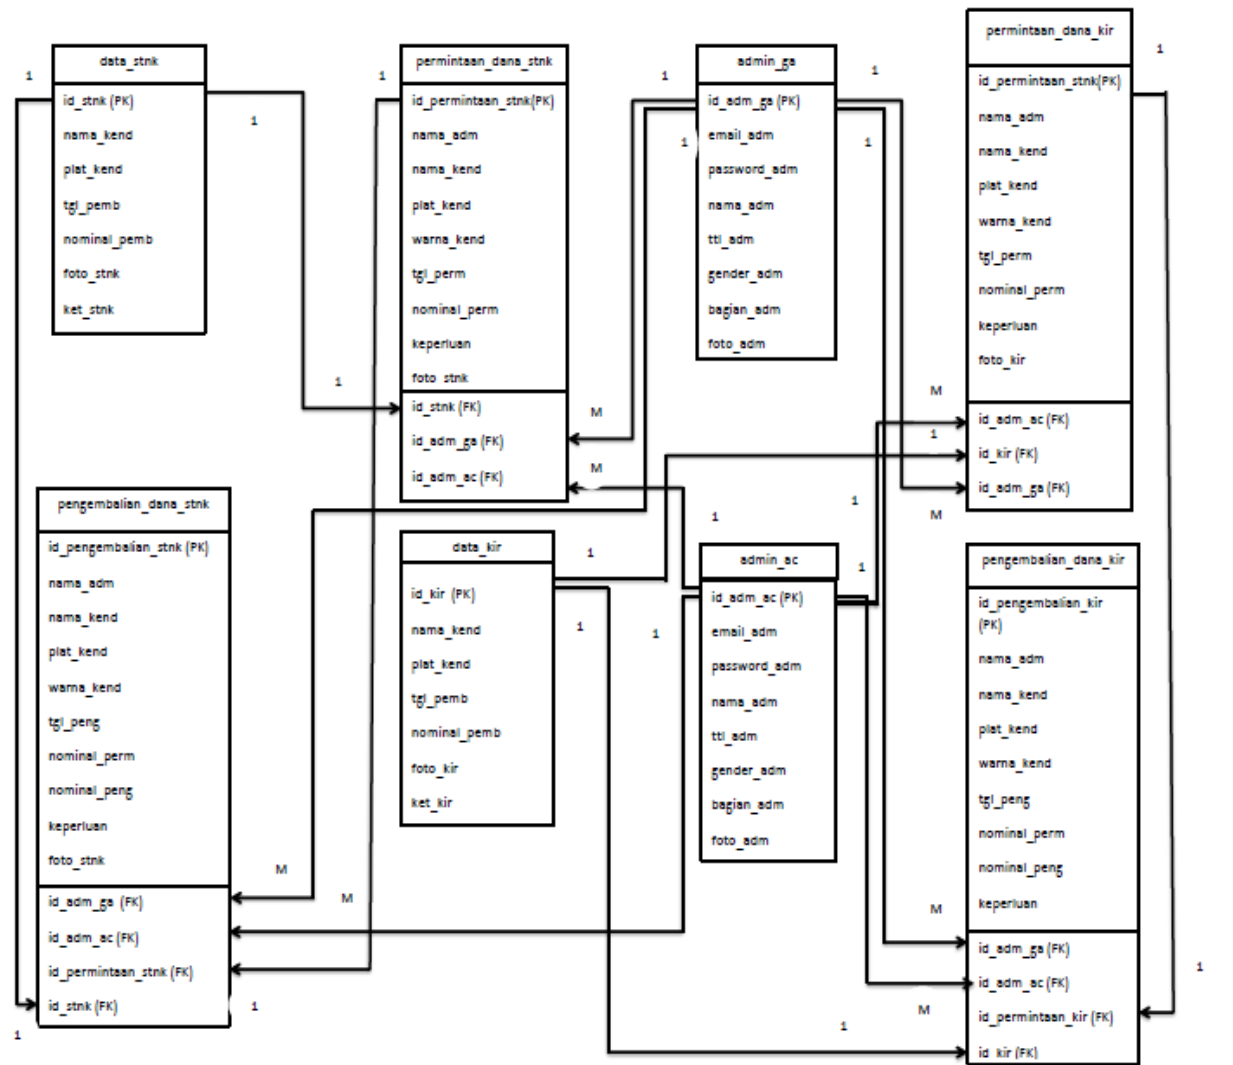 data_stnk
id_stnk (PK)
nama_kend
plat_kend
tgl_pemb
nominal_pemb
foto_stnk
ket_stnk
1
1
permintaan_dana_stnk
id_permintaan_stnk(PK)
nama_adm
nama_kend
plat_kend
warna_kend
tgl_perm
nominal_perm
keperluan
foto_stnk
id_stnk (FK)
id_adm_ga (FK)
id_adm_ac (FK)
1
1
M
M
admin_ga
id_adm_ga (PK)
email_adm
password_adm
nama_adm
ttl_adm
gender_adm
bagian_adm
foto_adm
1
1
1
1
permintaan_dana_kir
id_permintaan_stnk(PK)
nama_adm
nama_kend
plat_kend
warna_kend
tgl_perm
nominal_perm
keperluan
foto_kir
id_adm_ac (FK)
id_kir (FK)
id_adm_ga (FK)
1
M
1
M
pengembalian_dana_stnk
id_pengembalian_stnk (PK)
nama_adm
nama_kend
plat_kend
warna_kend
tgl_peng
nominal_perm
nominal_peng
keperluan
foto_stnk
id_adm_ga (FK)
id_adm_ac (FK)
id_permintaan_stnk (FK)
id_stnk (FK)
M
M
1
1
data_kir
id_kir (PK)
nama_kend
plat_kend
tgl_pemb
nominal_pemb
foto_kir
ket_kir
1
1
admin_ac
id_adm_ac (PK)
email_adm
password_adm
nama_adm
ttl_adm
gender_adm
bagian_adm
foto_adm
1
1
1
1
pengembalian_dana_kir
id_pengembalian_kir
(PK)
nama_adm
nama_kend
plat_kend
warna_kend
tgl_peng
nominal_perm
nominal_peng
keperluan
id_adm_ga (FK)
id_adm_ac (FK)
id_permintaan_kir (FK)
id_kir (FK)
M
M
1
1